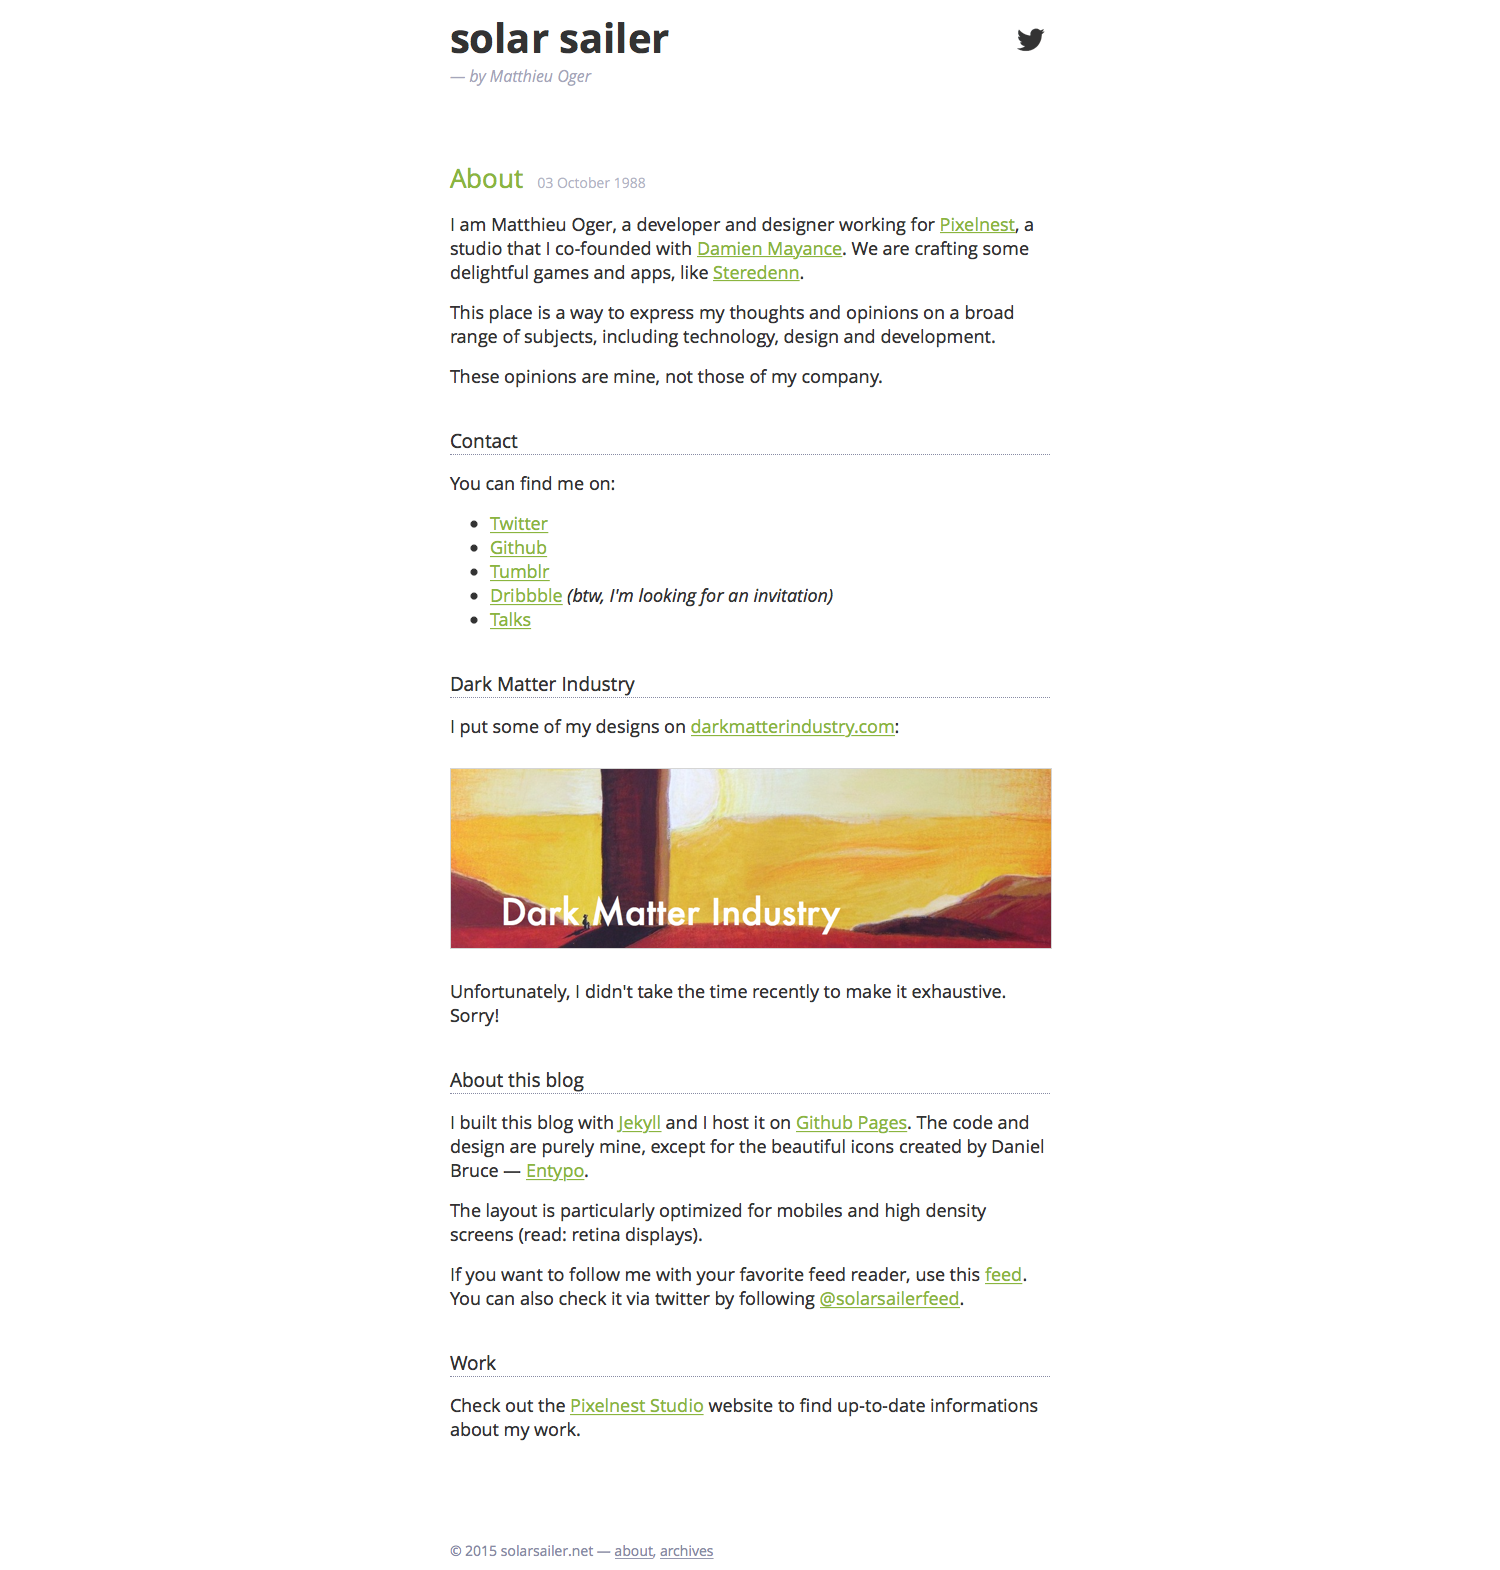 solar sailer
— by Matthieu Oger
About 03 October 1988
I am Matthieu Oger, a developer and designer working for Pixelnest, a
studio that I co-founded with Damien Mayance. We are crafting some
delightful games and apps, like Steredenn.
This place is a way to express my thoughts and opinions on a broad
range of subjects, including technology, design and development.
These opinions are mine, not those of my company.
Contact
You can find me on:
• Twitter
• Github
• Tumblr
• Dribbble (btw, I'm looking for an invitation)
• Talks
Dark Matter Industry
I put some of my designs on darkmatterindustry.com:
Dark Matter Industry
Unfortunately, I didn't take the time recently to make it exhaustive.
Sorry!
About this blog
I built this blog with Jekyll and I host it on Github Pages. The code and
design are purely mine, except for the beautiful icons created by Daniel
Bruce — Entypo.
The layout is particularly optimized for mobiles and high density
screens (read: retina displays).
If you want to follow me with your favorite feed reader, use this feed.
You can also check it via twitter by following @solarsailerfeed.
Work
Check out the Pixelnest Studio website to find up-to-date informations
about my work.
© 2015 solarsailer.net — about, archives